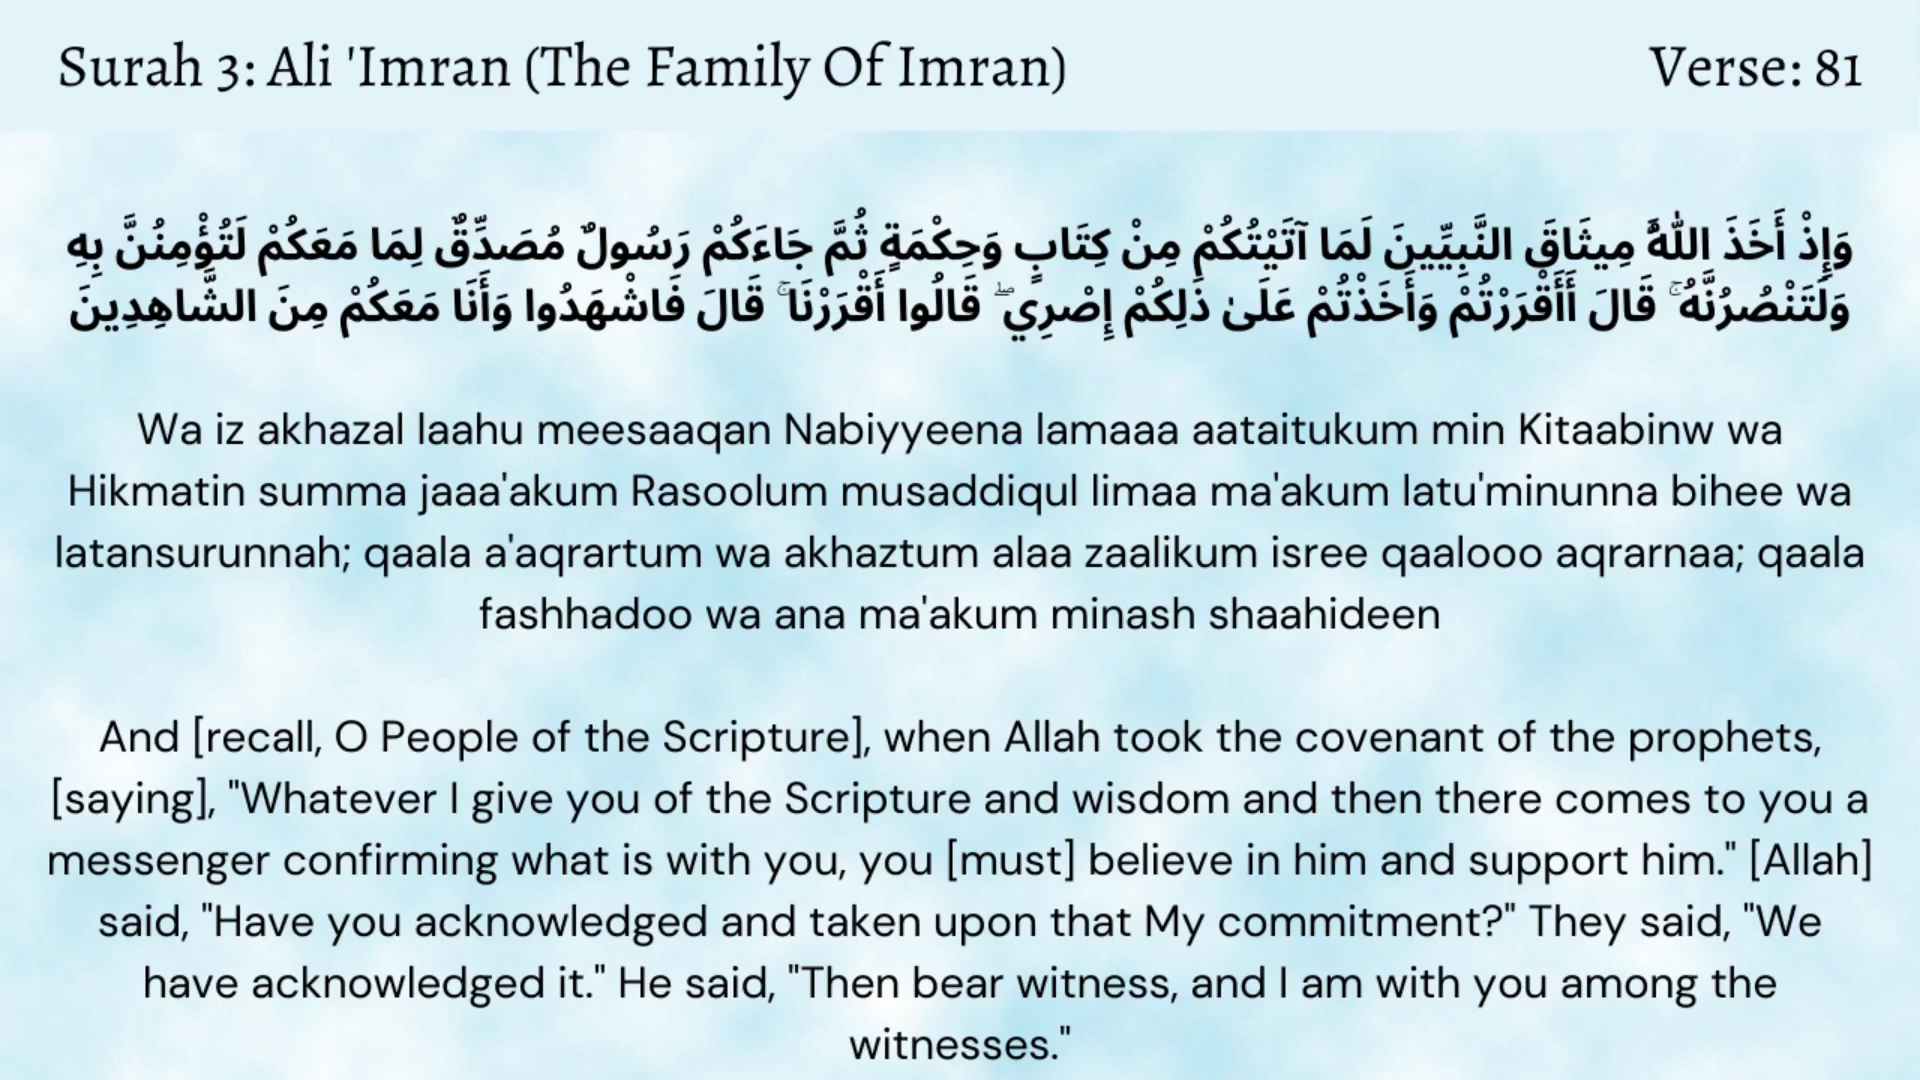 Surah 3: Ali 'Imran (The Family Of Imran)
Verse: 81
وَإِذْ أَخَذَ اللَّهُ مِيثَاقَ النَّبِيِّينَ لَمَا آتَيْتُكُمْ مِنْ كِتَابٍ وَحِكْمَةٍ ثُمَّ جَاءَكُمْ رَسُولٌ مُصَدِّقٌ لِمَا مَعَكُمْ لَتُؤْمِنُنَّ بِهِ
وَلَتَنْصُرُنَّهُ ۚ قَالَ أَأَقْرَرْتُمْ وَأَخَذْتُمْ عَلَىٰ ذَلِكُمْ إِصْرِي ۖ قَالُوا أَقْرَرْنَا ۚ قَالَ فَاشْهَدُوا وَأَنَا مَعَكُمْ مِنَ الشَّاهِدِينَ
Wa iz akhazal laahu meesaaqan Nabiyyeena lamaaa aataitukum min Kitaabinw wa
Hikmatin summa jaaa'akum Rasoolum musaddiqul limaa ma'akum latu'minunna bihee wa
latansurunnah; qaala a'aqrartum wa akhaztum alaa zaalikum isree qaalooo aqrarnaa; qaala
fashhadoo wa ana ma'akum minash shaahideen
And [recall, O People of the Scripture], when Allah took the covenant of the prophets,
[saying], "Whatever I give you of the Scripture and wisdom and then there comes to you a
messenger confirming what is with you, you [must] believe in him and support him." [Allah]
said, "Have you acknowledged and taken upon that My commitment?" They said, "We
have acknowledged it." He said, "Then bear witness, and I am with you among the
witnesses."